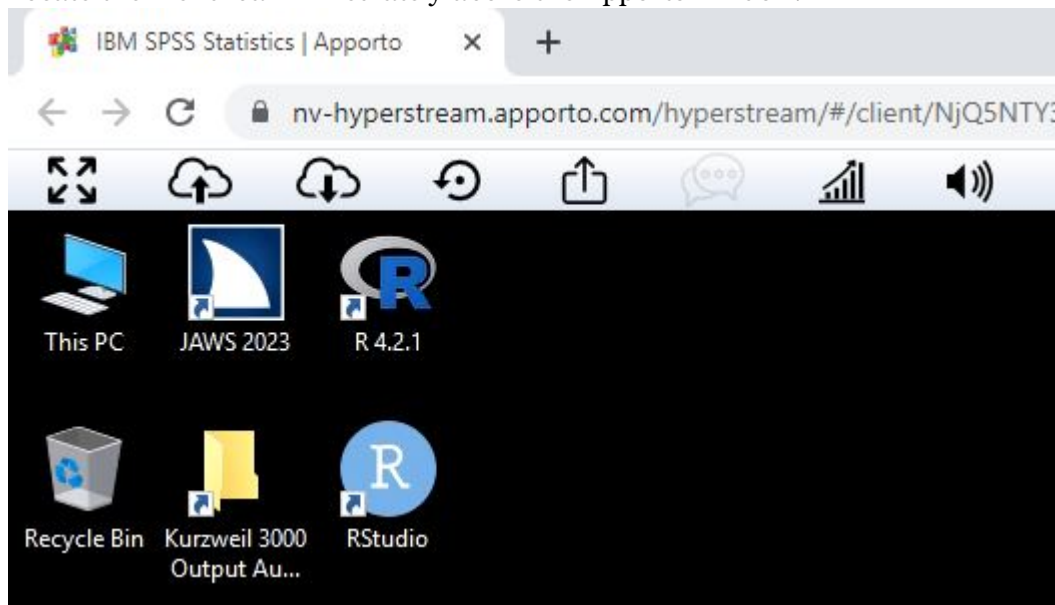 IBM SPSS Statistics | Apporto
nv-hyperstream.apporto.com/hyperstream/#/client/NjQ5NTY3
This PC
JAWS 2023
R 4.2.1
Recycle Bin
Kurzweil 3000
Output Au...
R
RStudio